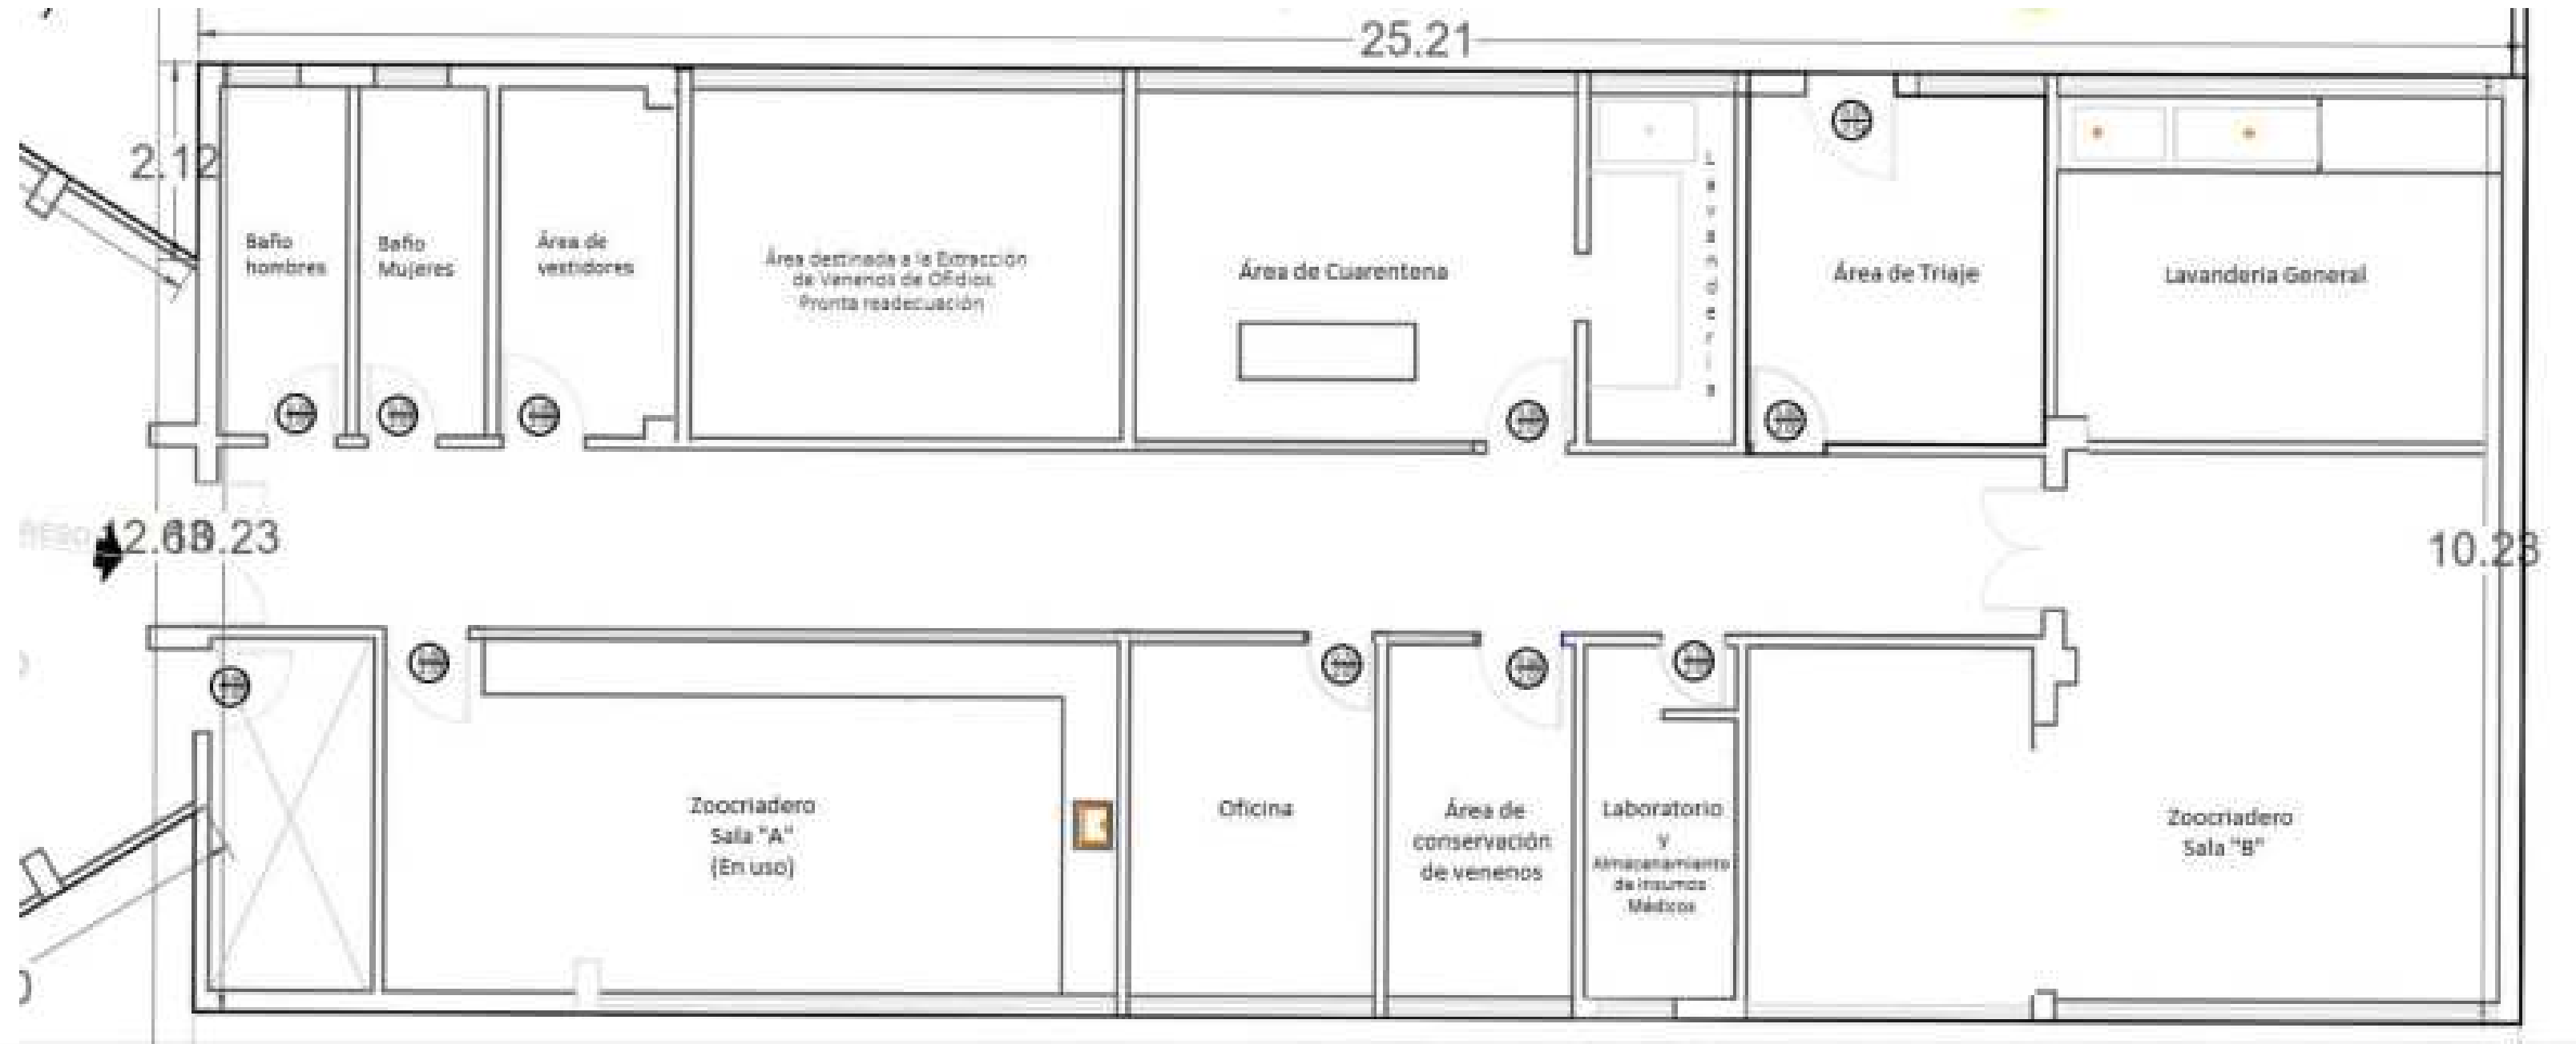 25.21
2.12
Baño
hombres
Baño
Mujeres
Área de
vestidores
Área destinada a la Extracción
de Venenos de Ofidios
Pronta readecuación
Área de Cuarentena
Lavanderia
Área de Triaje
Lavanderia General
10.23
Zoocriadero
Sala "A"
(En uso)
Oficina
Área de
conservación
de venenos
Laboratorio
y
Almacenamiento
de Insumos
Médicos
Zoocriadero
Sala "B"